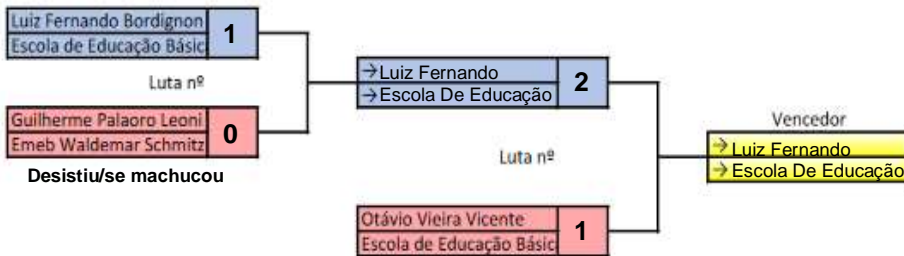 Luiz Fernando Bordignon
Escola de Educação Básic
1
Luta nº
Guilherme Palaoro Leoni
Emeb Waldemar Schmitz
0
Desistiu/se machucou
→Luiz Fernando
→Escola De Educação
2
Luta nº
Otávio Vieira Vicente
Escola de Educação Básic
1
Vencedor
→Luiz Fernando
→Escola De Educação